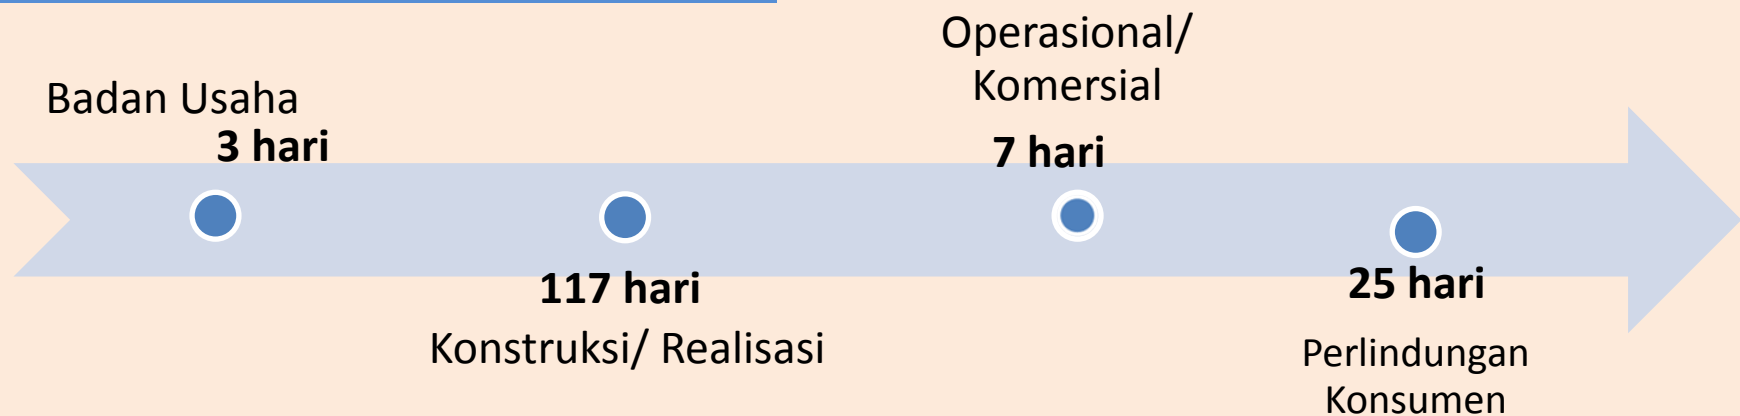 Badan Usaha
3 hari
117 hari
Konstruksi/ Realisasi
Operasional/
Komersial
7 hari
25 hari
Perlindungan
Konsumen